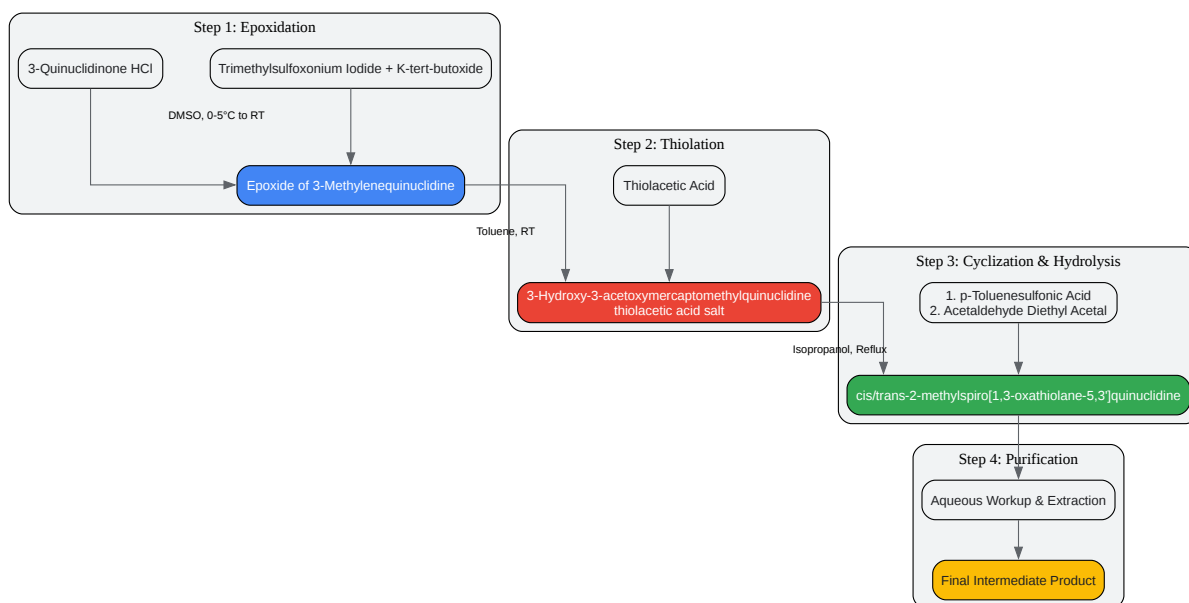 Step 1: Epoxidation
3-Quinuclidinone HCl
Trimethylsulfoxonium Iodide + K-tert-butoxide
DMSO, 0-5°C to RT
Epoxide of 3-Methylenequinuclidine
Step 2: Thiolation
Thiolacetic Acid
Toluene, RT
3-Hydroxy-3-acetoxymercaptomethylquinuclidine
thiolacetic acid salt
Step 3: Cyclization & Hydrolysis
1. p-Toluenesulfonic Acid
2. Acetaldehyde Diethyl Acetal
Isopropanol, Reflux
cis/trans-2-methylspiro[1,3-oxathiolane-5,3']quinuclidine
Step 4: Purification
Aqueous Workup & Extraction
Final Intermediate Product